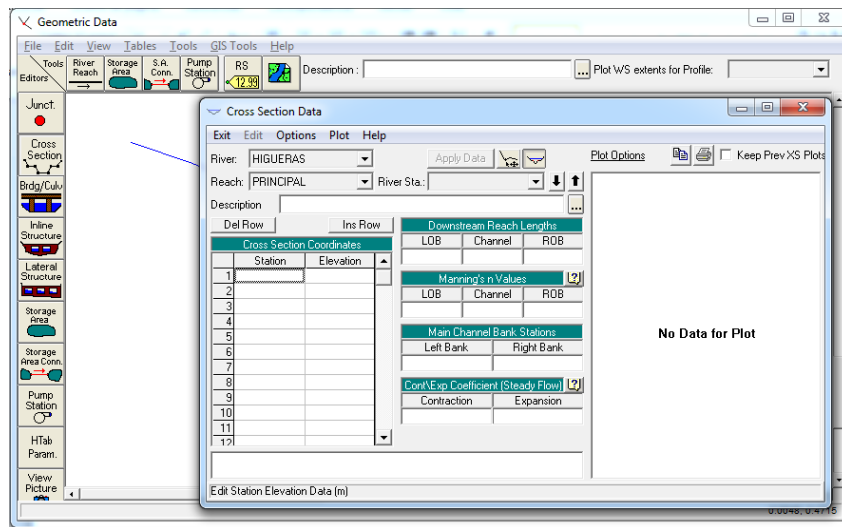 Geometric Data
File Edit View Tables Tools GIS Tools Help
Tools
Editors
River
Reach
Storage
Area
S.A.
Conn.
Pump
Station
RS
12.99
Description :
...
Plot WS extents for Profile:
Junct.
Cross
Section
Brdg/Culv
Inline
Structure
Lateral
Structure
Storage
Area
Storage
Area Conn.
Pump
Station
HTab
Param.
View
Picture
Cross Section Data
Exit Edit Options Plot Help
River: HIGUERAS
Apply Data
Plot Options
Keep Prev XS Plots
Reach: PRINCIPAL
River Sta.:
Description
...
Del Row
Ins Row
Cross Section Coordinates
Station Elevation
1
2
3
4
5
6
7
8
9
10
11
12
Downstream Reach Lengths
LOB Channel ROB
Manning's n Values
LOB Channel ROB
Main Channel Bank Stations
Left Bank Right Bank
Cont\Exp Coefficient (Steady Flow)
Contraction Expansion
No Data for Plot
Edit Station Elevation Data (m)
0.0048, 0.4715